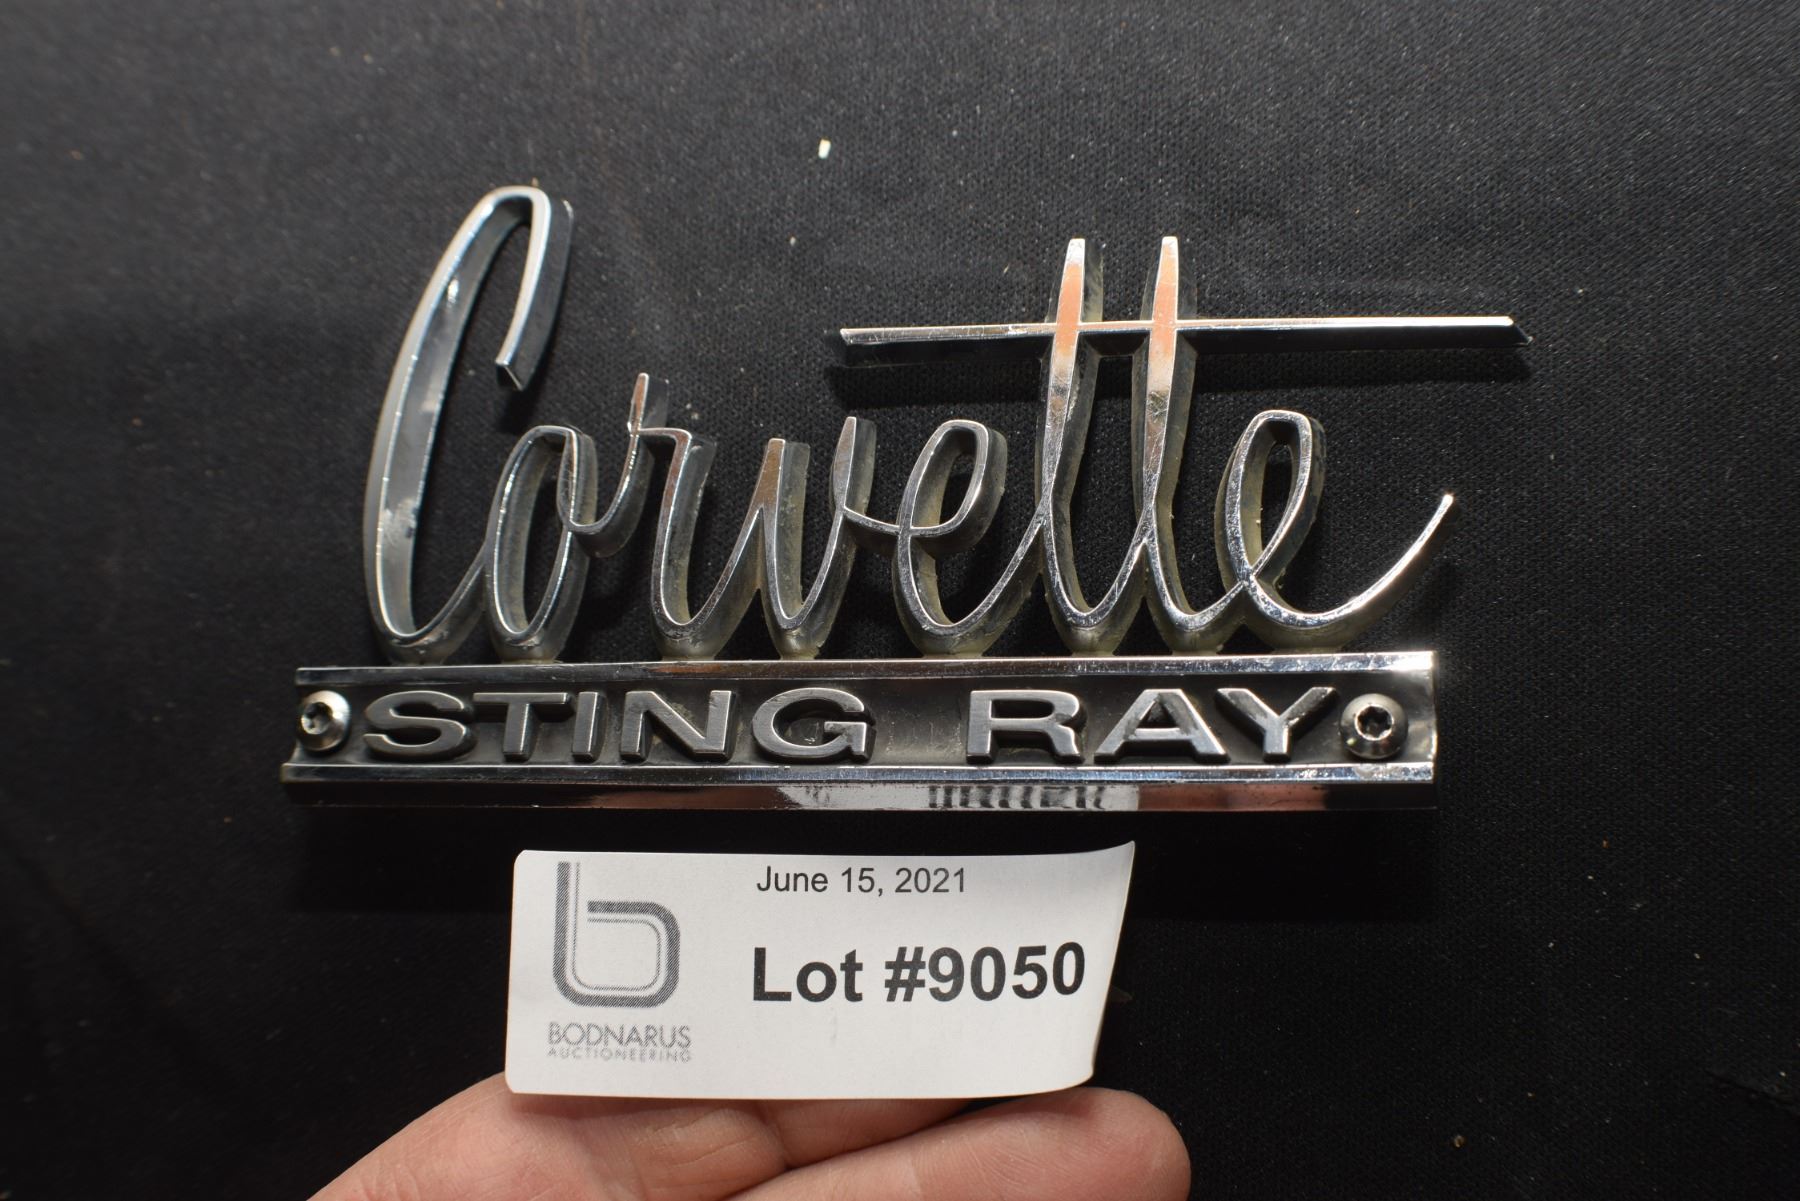 Corvette
STING RAY
June 15, 2021
Lot #9050
b
BODNARUS
AUCTIONEERING